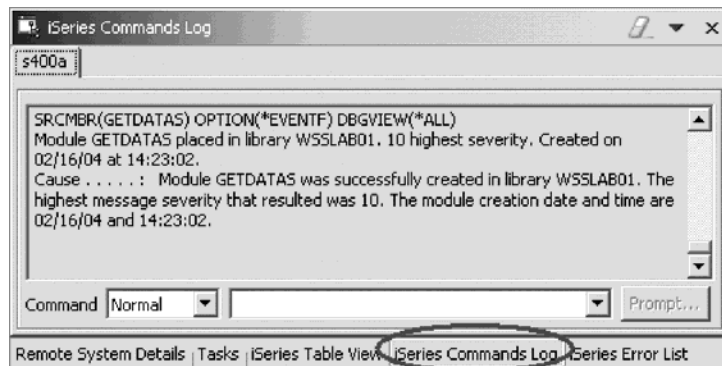 iSeries Commands Log
s400a
SRCMBR(GETDATAS) OPTION(*EVENTF) DBGVIEW(*ALL)
Module GETDATAS placed in library WSSLAB01. 10 highest severity. Created on
02/16/04 at 14:23:02.
Cause . . . . . :   Module GETDATAS was successfully created in library WSSLAB01. The
highest message severity that resulted was 10. The module creation date and time are
02/16/04 and 14:23:02.
Command Normal Prompt...
Remote System Details Tasks iSeries Table View iSeries Commands Log iSeries Error List